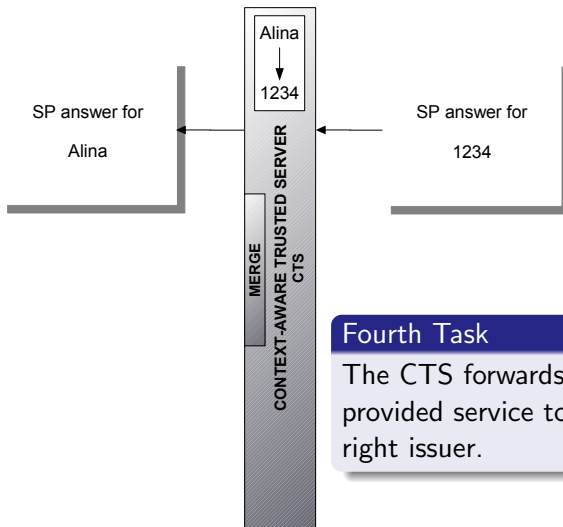 Alina
1234
SP answer for
Alina
SP answer for
1234
MERGE
CONTEXT-AWARE TRUSTED SERVER
CTS
Fourth Task
The CTS forwards
provided service to
right issuer.